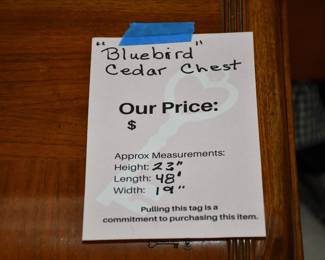 "Bluebird"
Cedar Chest
Our Price:
$
Approx Measurements:
Height: 23"
Length: 48"
Width: 19"
Pulling this tag is a
commitment to purchasing this item.